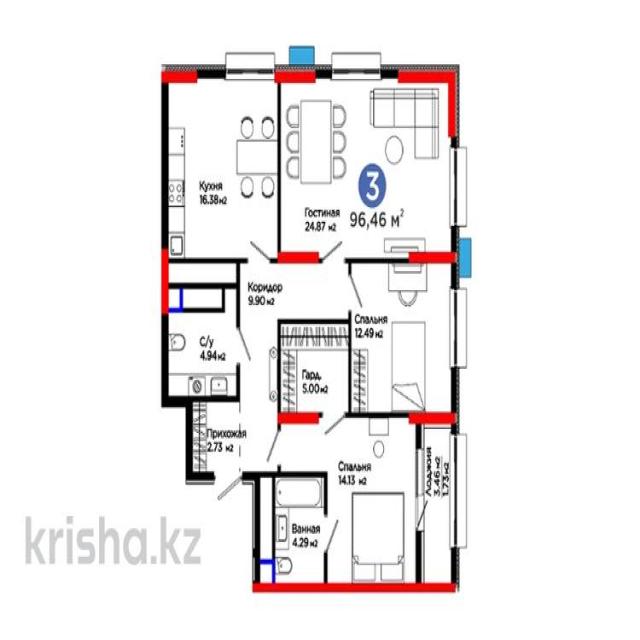 Кухня
16.38 м²
Гостиная
24.87 м²
3
96,46 м²
Коридор
9.90 м²
Спальня
12.49 м²
С/у
4.94 м²
Гард.
5.00 м²
Прихожая
2.73 м²
Спальня
14.13 м²
Лоджия
3.46 м²
1.73 м²
Ванная
4.29 м²
krisha.kz